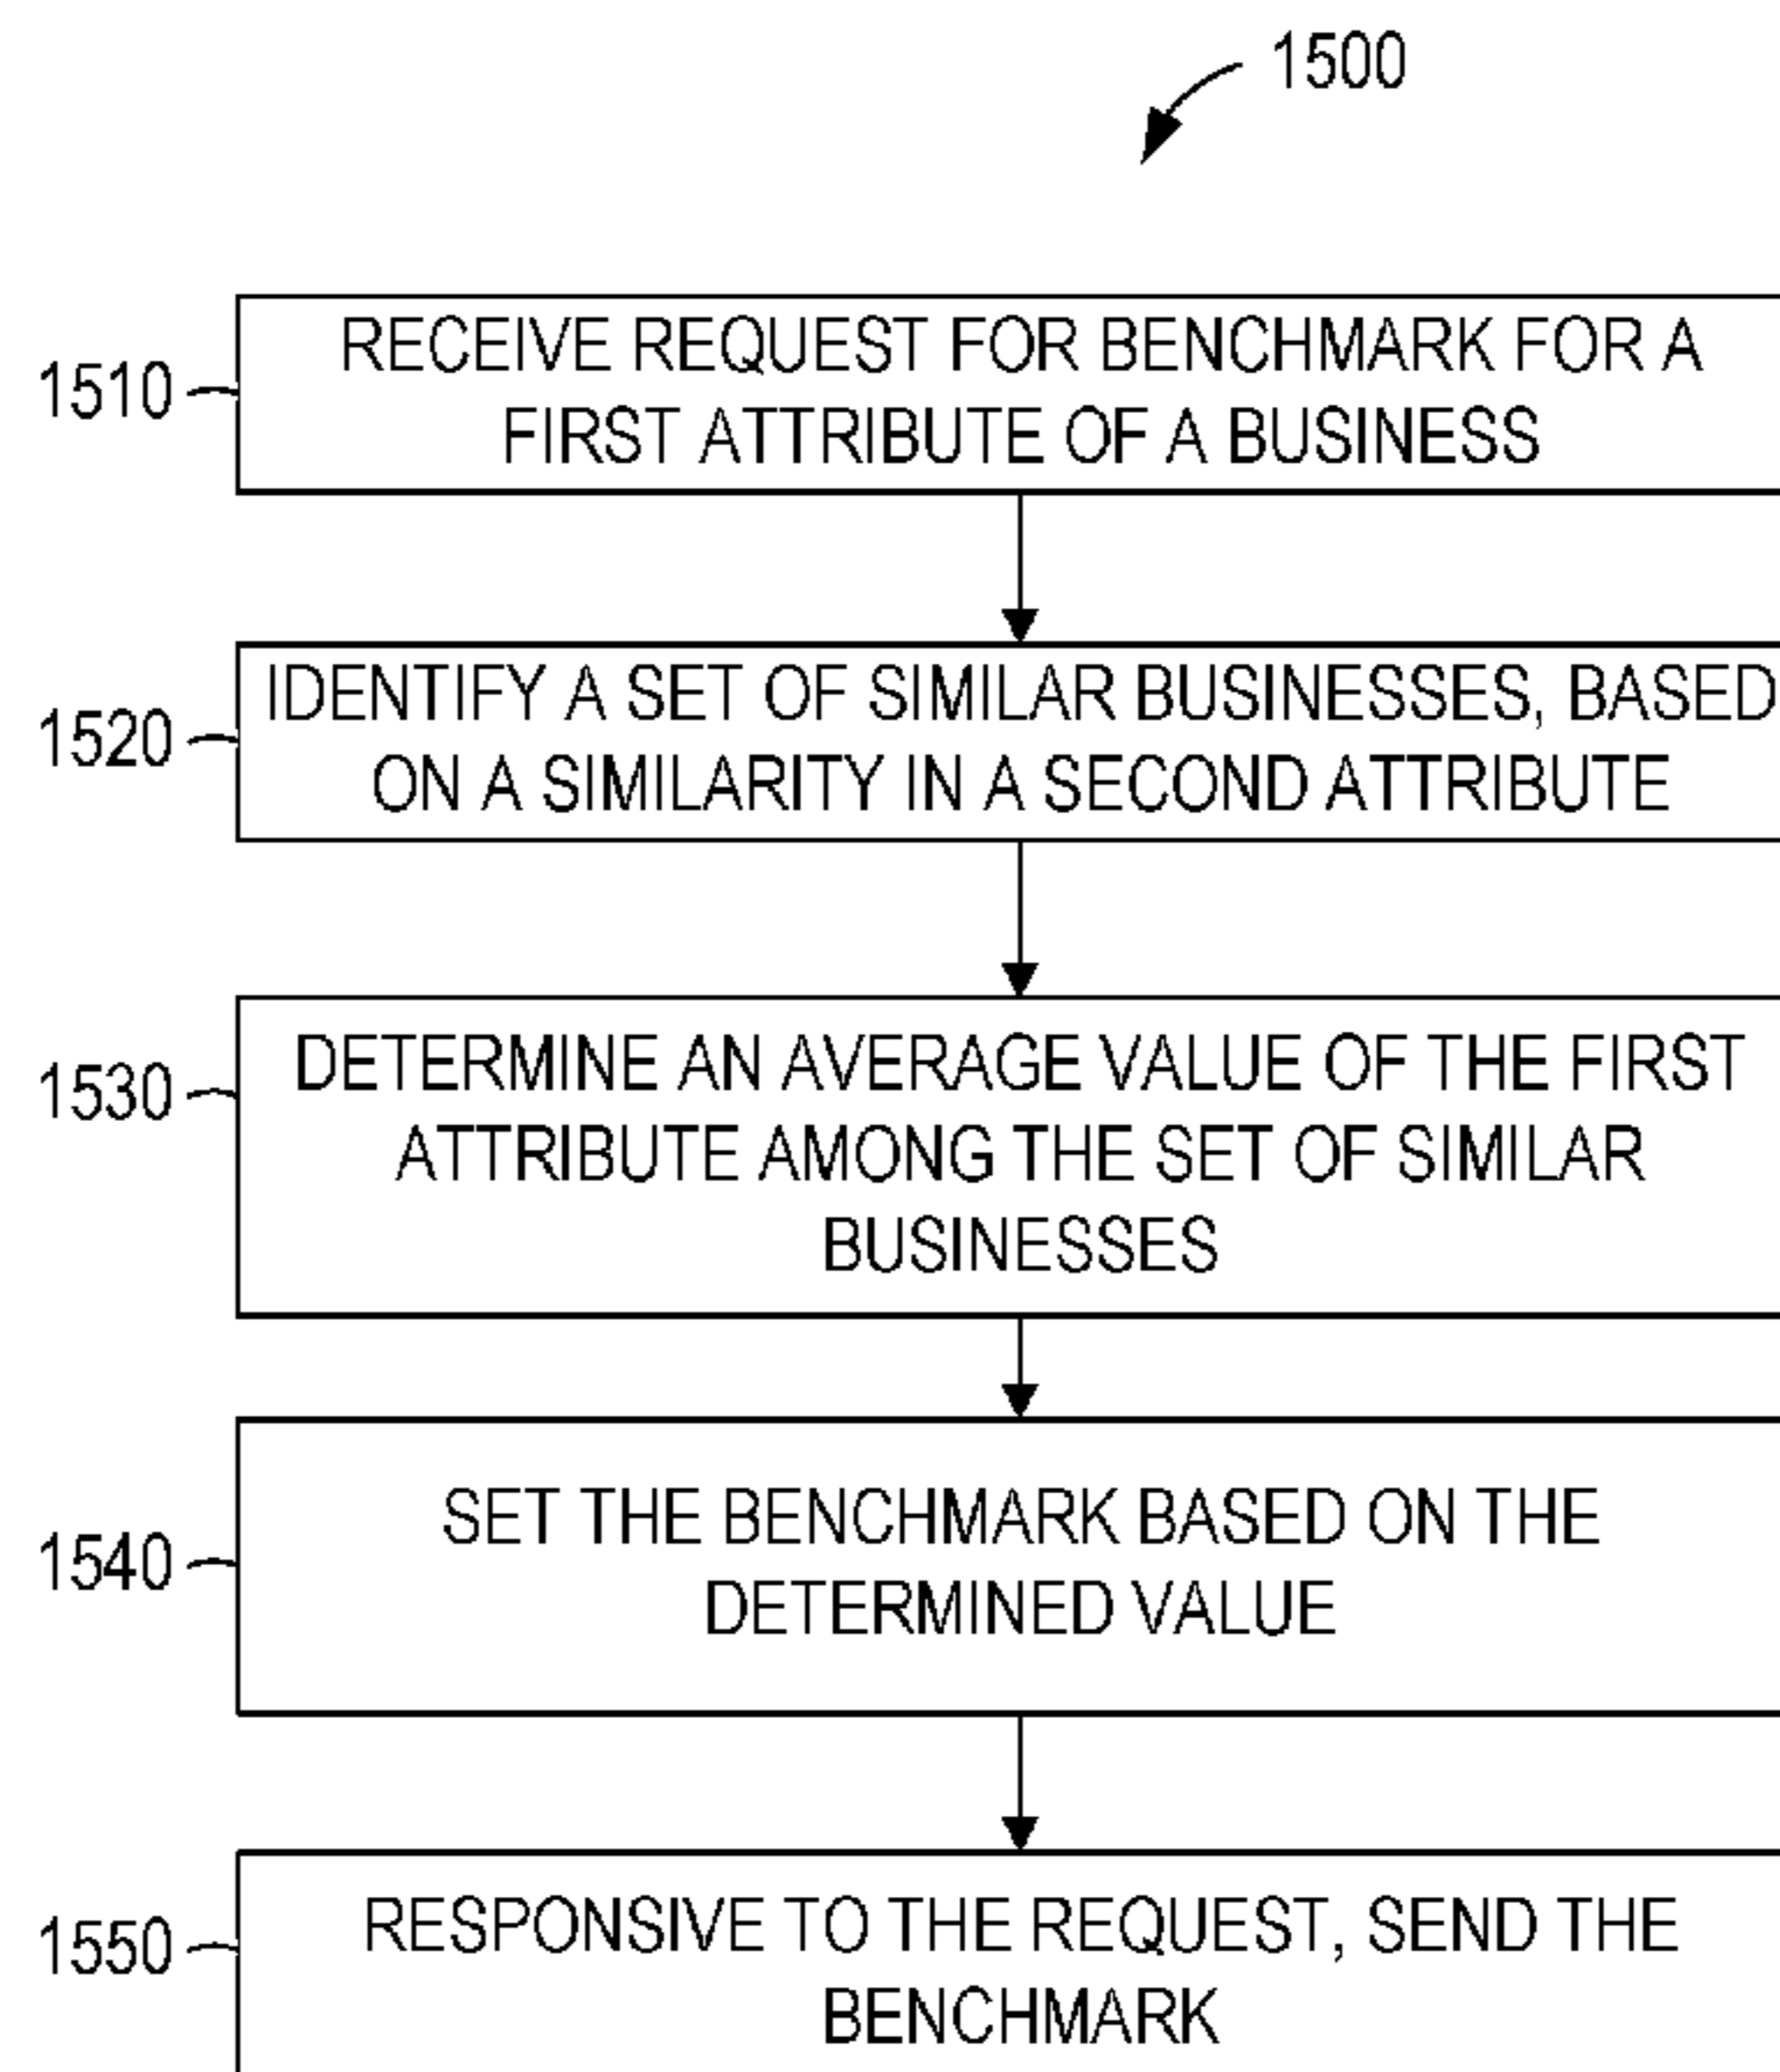 1500
1510
RECEIVE REQUEST FOR BENCHMARK FOR A
FIRST ATTRIBUTE OF A BUSINESS
1520
IDENTIFY A SET OF SIMILAR BUSINESSES, BASED
ON A SIMILARITY IN A SECOND ATTRIBUTE
1530
DETERMINE AN AVERAGE VALUE OF THE FIRST
ATTRIBUTE AMONG THE SET OF SIMILAR
BUSINESSES
1540
SET THE BENCHMARK BASED ON THE
DETERMINED VALUE
1550
RESPONSIVE TO THE REQUEST, SEND THE
BENCHMARK